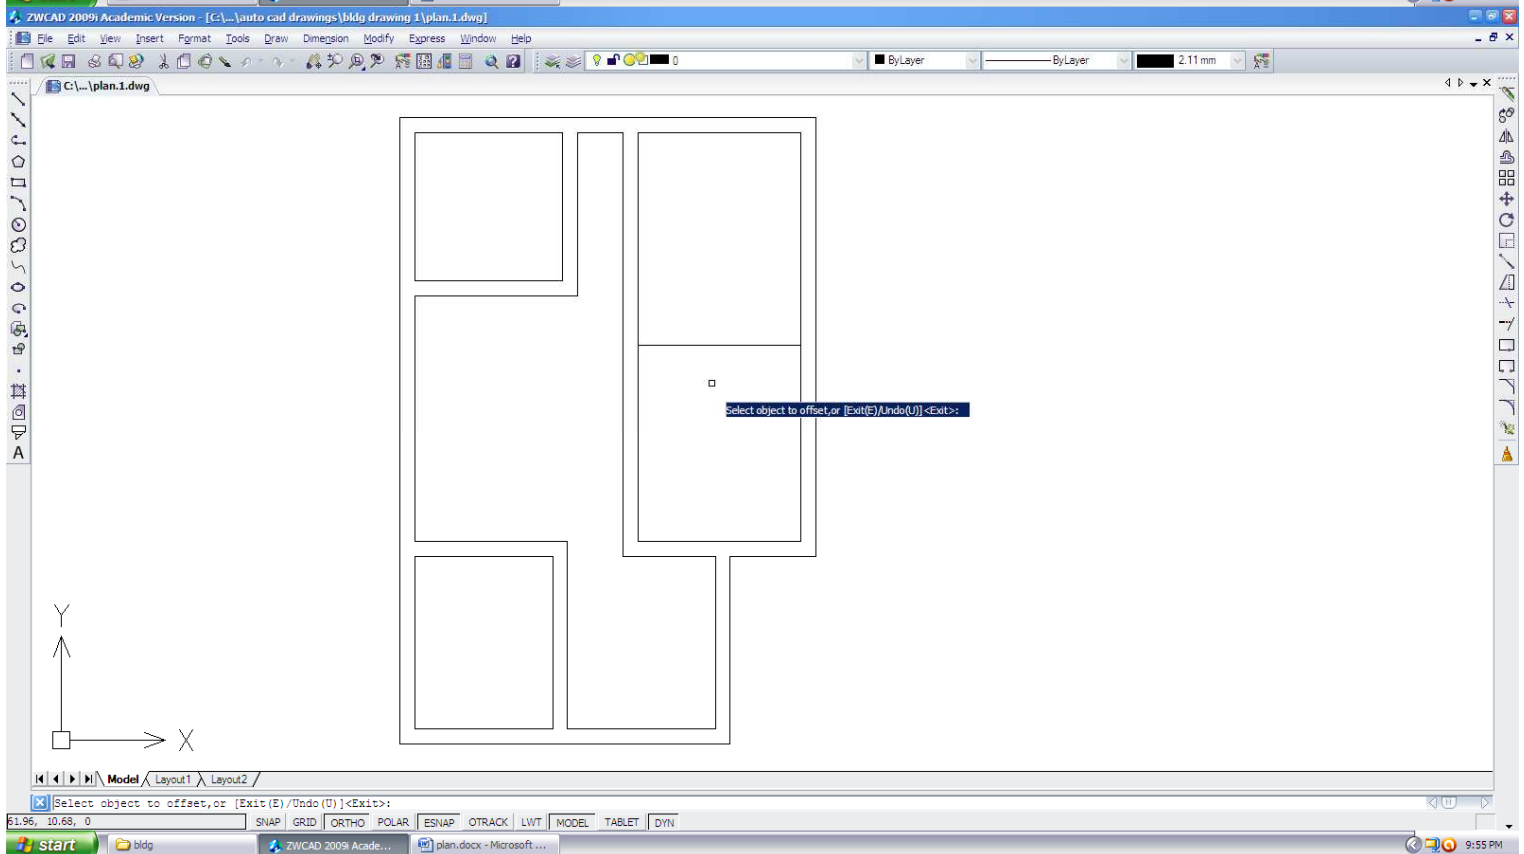 ZWCAD 2009i Academic Version - [C:\...\auto cad drawings\bldg drawing 1\plan.1.dwg]
File Edit View Insert Format Tools Draw Dimension Modify Express Window Help
0 ByLayer ByLayer 2.11 mm
C:\...\plan.1.dwg
Select object to offset,or [Exit(E)/Undo(U)]<Exit>:
Y
X
A
Model Layout1 Layout2
Select object to offset,or [Exit(E)/Undo(U)]<Exit>:
61.96, 10.68, 0 SNAP GRID ORTHO POLAR ESNAP OTRACK LWT MODEL TABLET DYN
start bldg ZWCAD 2009i Acade... plan.docx - Microsoft ... 9:55 PM